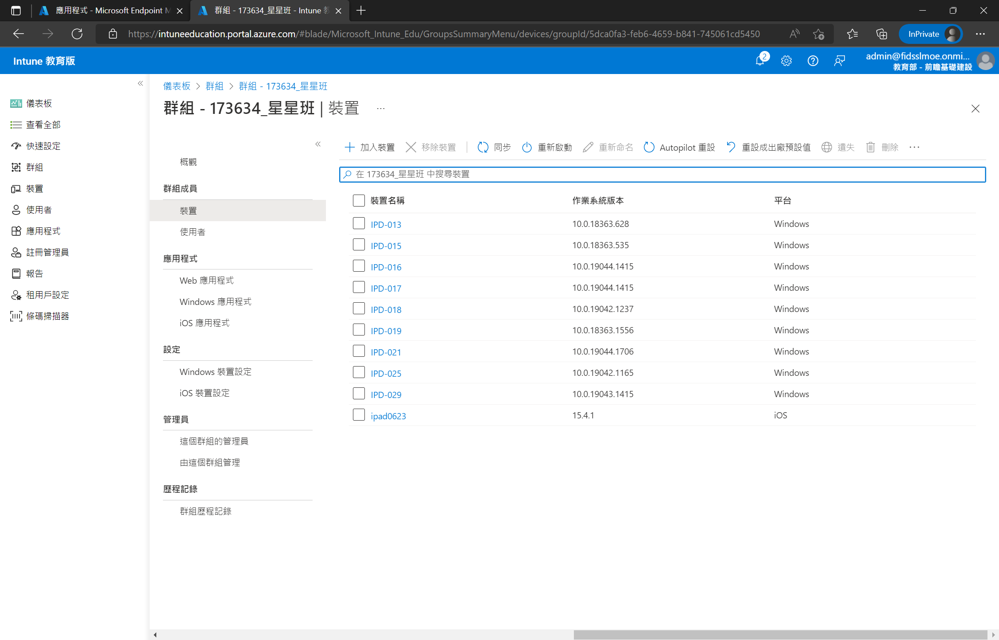 應用程式 - Microsoft Endpoint M
群組 - 173634_星星班 - Intune 教
https://intuneeducation.portal.azure.com/#blade/Microsoft_Intune_Edu/GroupsSummaryMenu/devices/groupId/5dca0fa3-feb6-4659-b841-745061cd5450
InPrivate
Intune 教育版
2
admin@fidsslmoe.onmi...
教育部 - 前瞻基礎建設
儀表板
查看全部
快速設定
群組
裝置
使用者
應用程式
註冊管理員
報告
租用戶設定
條碼掃描器
儀表板 > 群組 > 群組 - 173634_星星班
群組 - 173634_星星班 | 裝置 ...
概觀
群組成員
裝置
使用者
應用程式
Web 應用程式
Windows 應用程式
iOS 應用程式
設定
Windows 裝置設定
iOS 裝置設定
管理員
這個群組的管理員
由這個群組管理
歷程記錄
群組歷程記錄
加入裝置 移除裝置 同步 重新啟動 重新命名 Autopilot 重設 重設成出廠預設值 遺失 刪除 ...
在 173634_星星班 中搜尋裝置
裝置名稱 作業系統版本 平台
IPD-013 10.0.18363.628 Windows
IPD-015 10.0.18363.535 Windows
IPD-016 10.0.19044.1415 Windows
IPD-017 10.0.19044.1415 Windows
IPD-018 10.0.19042.1237 Windows
IPD-019 10.0.18363.1556 Windows
IPD-021 10.0.19044.1706 Windows
IPD-025 10.0.19042.1165 Windows
IPD-029 10.0.19043.1415 Windows
ipad0623 15.4.1 iOS